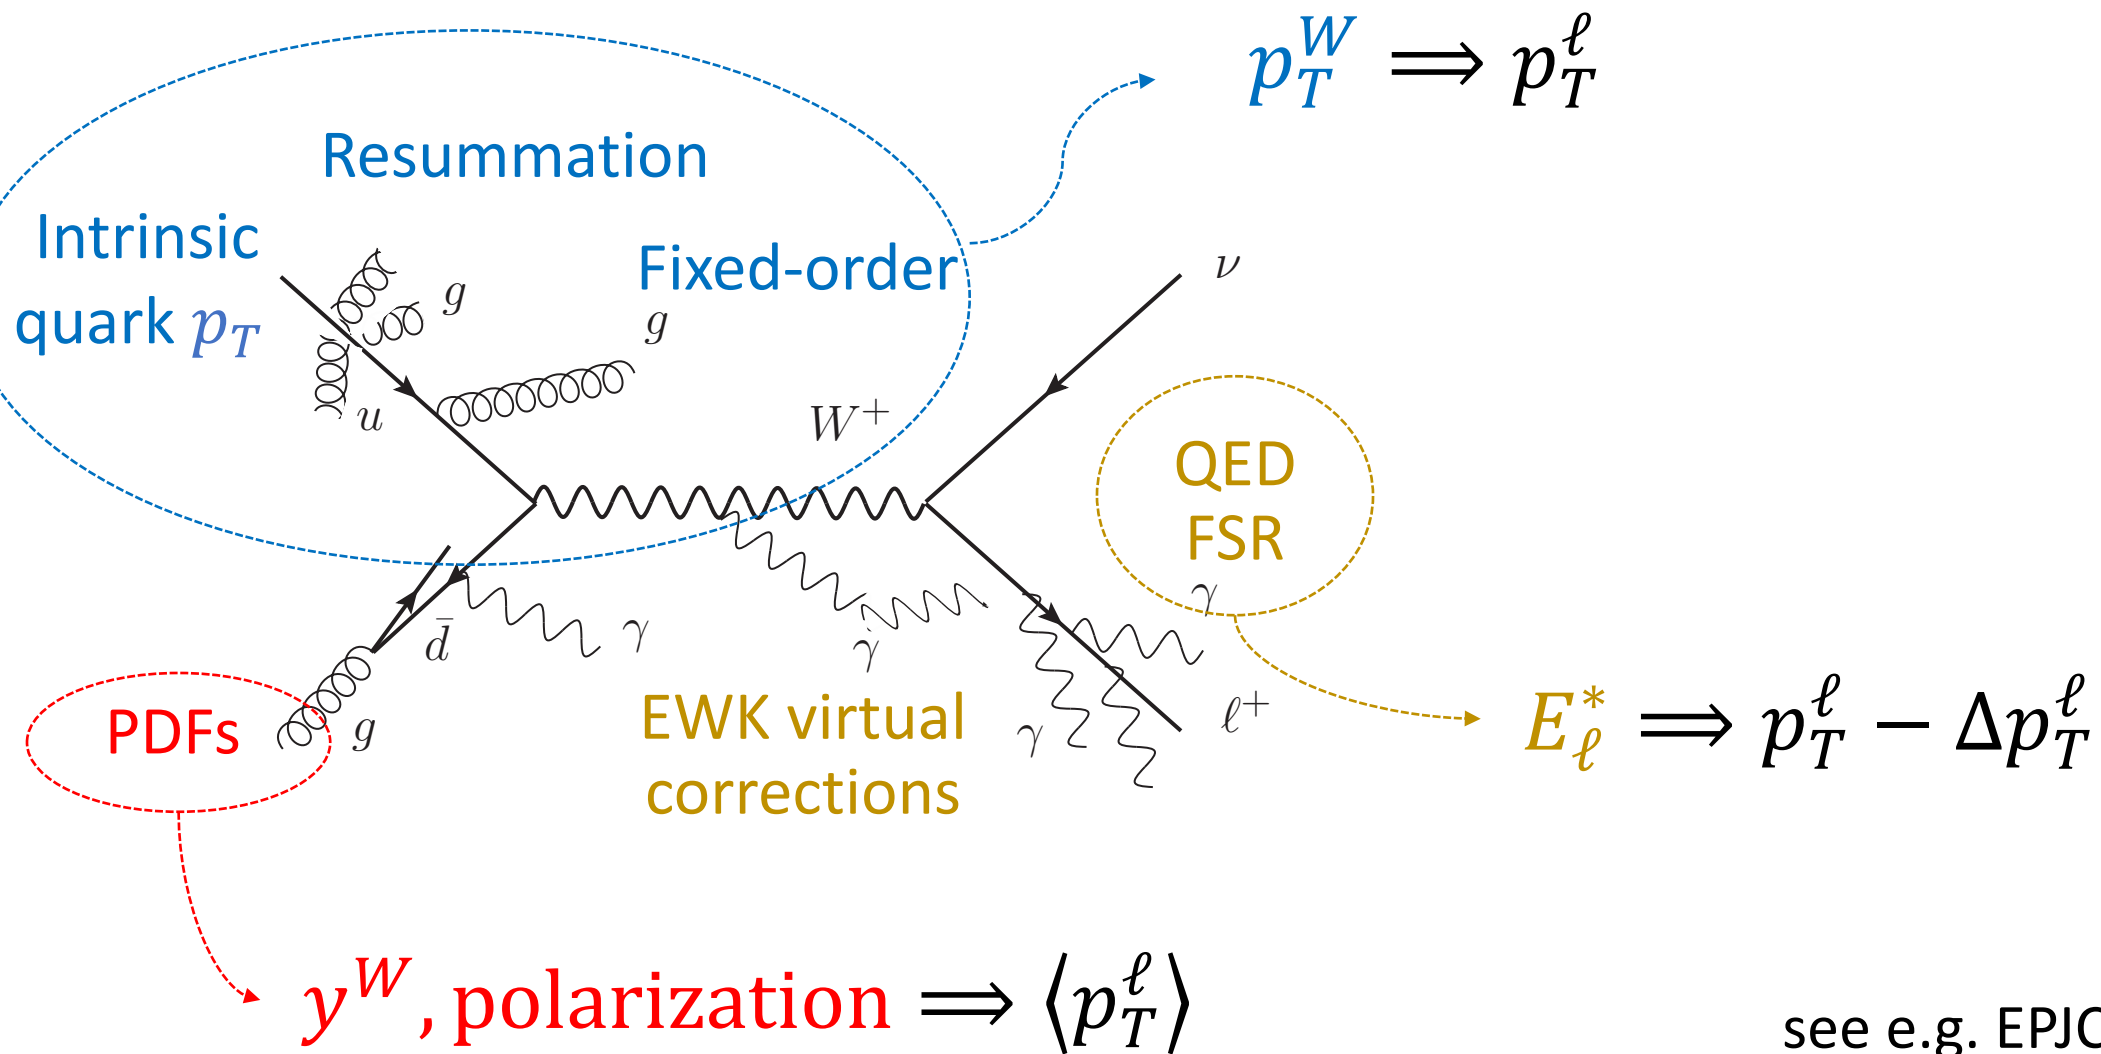 p_T^W ⟹ p_T^ℓ
Resummation
Intrinsic
quark p_T
Fixed-order
g
g
ν
u
W⁺
QED
FSR
γ
d̄
γ
γ
PDFs
g
EWK virtual
corrections
γ
ℓ⁺
E_ℓ^* ⟹ p_T^ℓ − Δp_T^ℓ
y^W, polarization ⟹ ⟨p_T^ℓ⟩
see e.g. EPJC